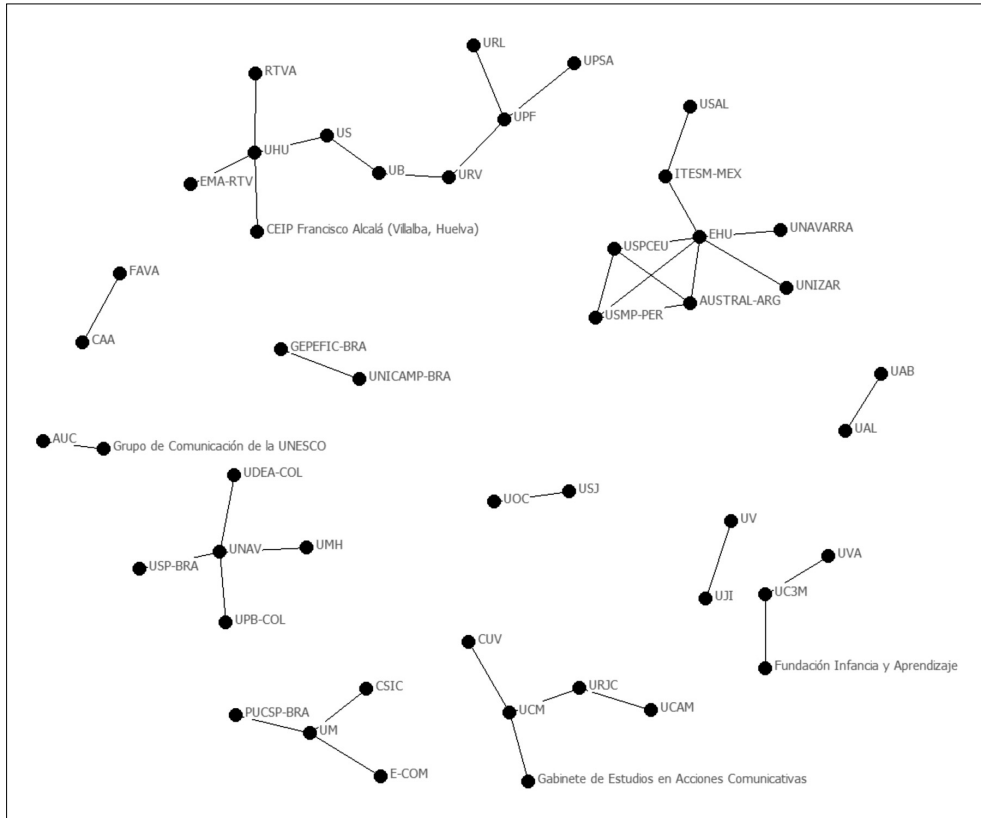 URL
UPSA
RTVA
USAL
UPF
US
UHU
UB
URV
ITESM-MEX
EMA-RTV
CEIP Francisco Alcalá (Villalba, Huelva)
UNAVARRA
EHU
USPCEU
FAVA
UNIZAR
AUSTRAL-ARG
USMP-PER
CAA
GEPEFIC-BRA
UNICAMP-BRA
UAB
UAL
AUC
Grupo de Comunicación de la UNESCO
UDEA-COL
USJ
UOC
UV
UMH
UNAV
UVA
USP-BRA
UC3M
UJI
UPB-COL
CUV
Fundación Infancia y Aprendizaje
CSIC
URJC
UCAM
UCM
PUCSP-BRA
UM
E-COM
Gabinete de Estudios en Acciones Comunicativas